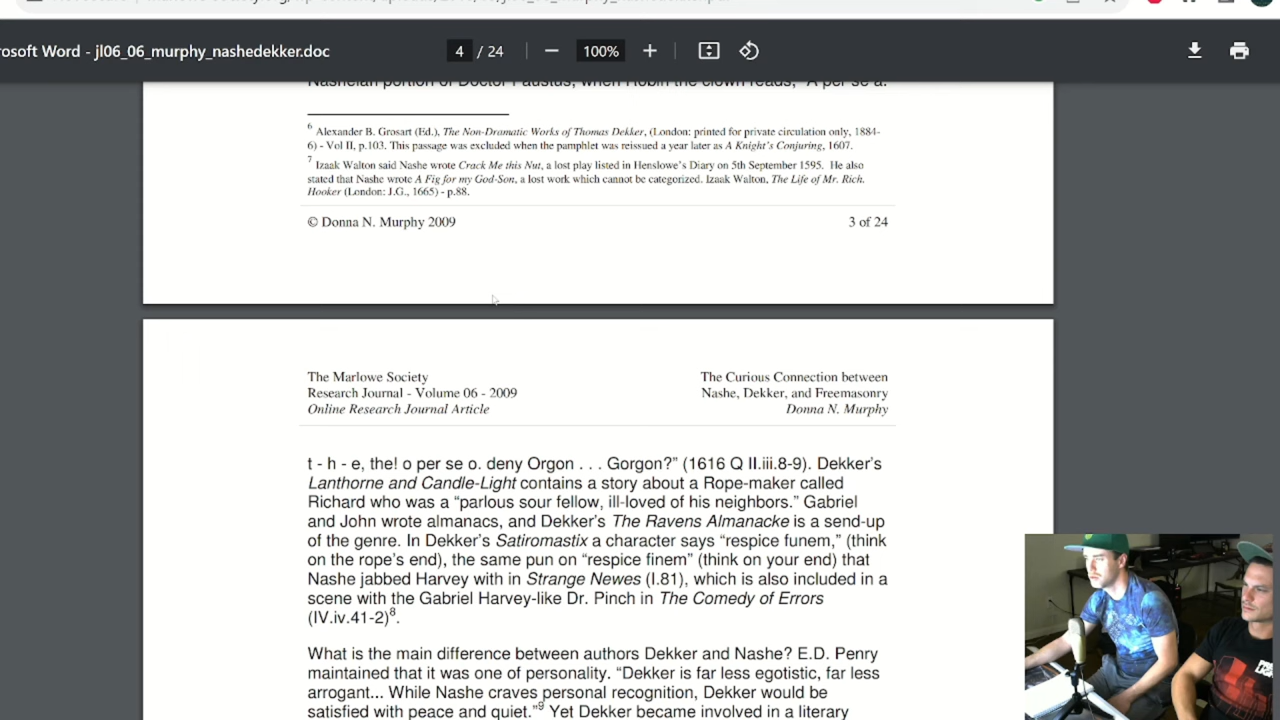 rosoft Word - jl06_06_murphy_nashedekker.doc
4 / 24
100%
Nasheian portion of Doctor Faustus, when Robin the clown reads, "A per se a.
6 Alexander B. Grosart (Ed.), The Non-Dramatic Works of Thomas Dekker, (London: printed for private circulation only, 1884-
6) - Vol II, p.103. This passage was excluded when the pamphlet was reissued a year later as A Knight's Conjuring, 1607.
7 Izaak Walton said Nashe wrote Crack Me this Nut, a lost play listed in Henslowe's Diary on 5th September 1595. He also
stated that Nashe wrote A Fig for my God-Son, a lost work which cannot be categorized. Izaak Walton, The Life of Mr. Rich.
Hooker (London: J.G., 1665) - p.88.
© Donna N. Murphy 2009
3 of 24
The Marlowe Society
Research Journal - Volume 06 - 2009
Online Research Journal Article
The Curious Connection between
Nashe, Dekker, and Freemasonry
Donna N. Murphy
t - h - e, the! o per se o. deny Orgon . . . Gorgon?" (1616 Q II.iii.8-9). Dekker's
Lanthorne and Candle-Light contains a story about a Rope-maker called
Richard who was a "parlous sour fellow, ill-loved of his neighbors." Gabriel
and John wrote almanacs, and Dekker's The Ravens Almanacke is a send-up
of the genre. In Dekker's Satiromastix a character says "respice funem," (think
on the rope's end), the same pun on "respice finem" (think on your end) that
Nashe jabbed Harvey with in Strange Newes (I.81), which is also included in a
scene with the Gabriel Harvey-like Dr. Pinch in The Comedy of Errors
(IV.iv.41-2)8.
What is the main difference between authors Dekker and Nashe? E.D. Penry
maintained that it was one of personality. "Dekker is far less egotistic, far less
arrogant... While Nashe craves personal recognition, Dekker would be
satisfied with peace and quiet."9 Yet Dekker became involved in a literary